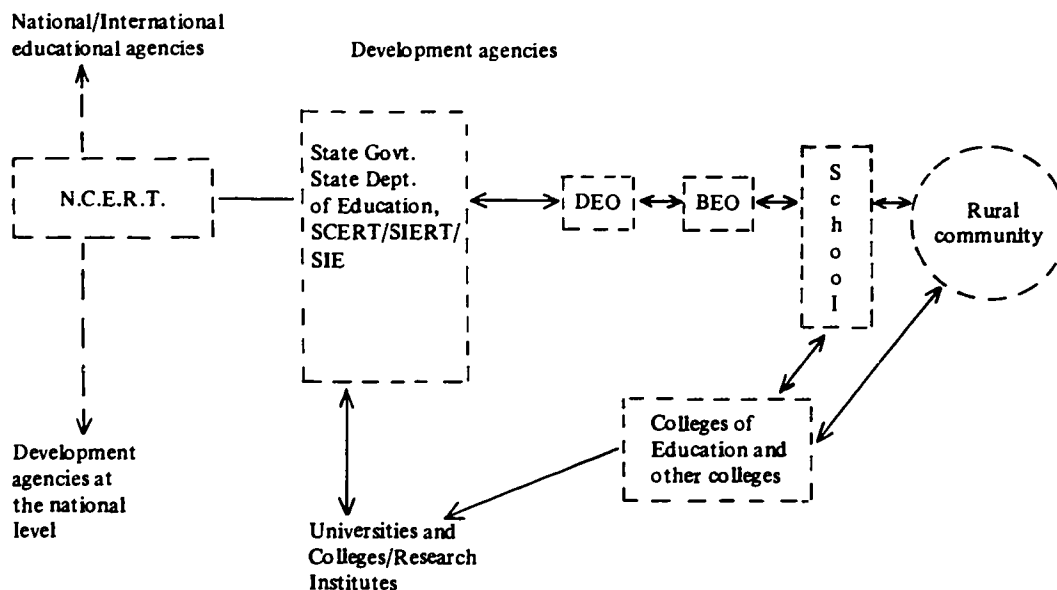 National/International
educational agencies
Development agencies
N.C.E.R.T.
State Govt.
State Dept.
of Education,
SCERT/SIERT/
SIE
DEO
BEO
S
c
h
o
o
l
Rural
community
Colleges of
Education and
other colleges
Development
agencies at
the national
level
Universities and
Colleges/Research
Institutes